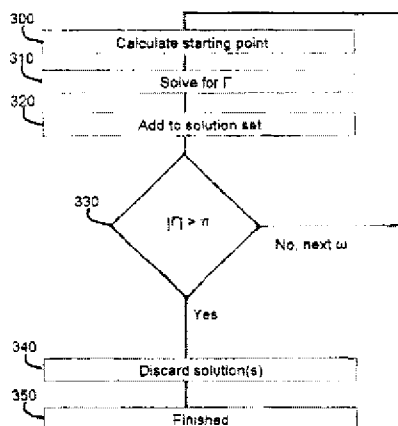 300
Calculate starting point
310
Solve for Γ
320
Add to solution set
330
|Γ| > π
No, next ω
Yes
340
Discard solution(s)
350
Finished